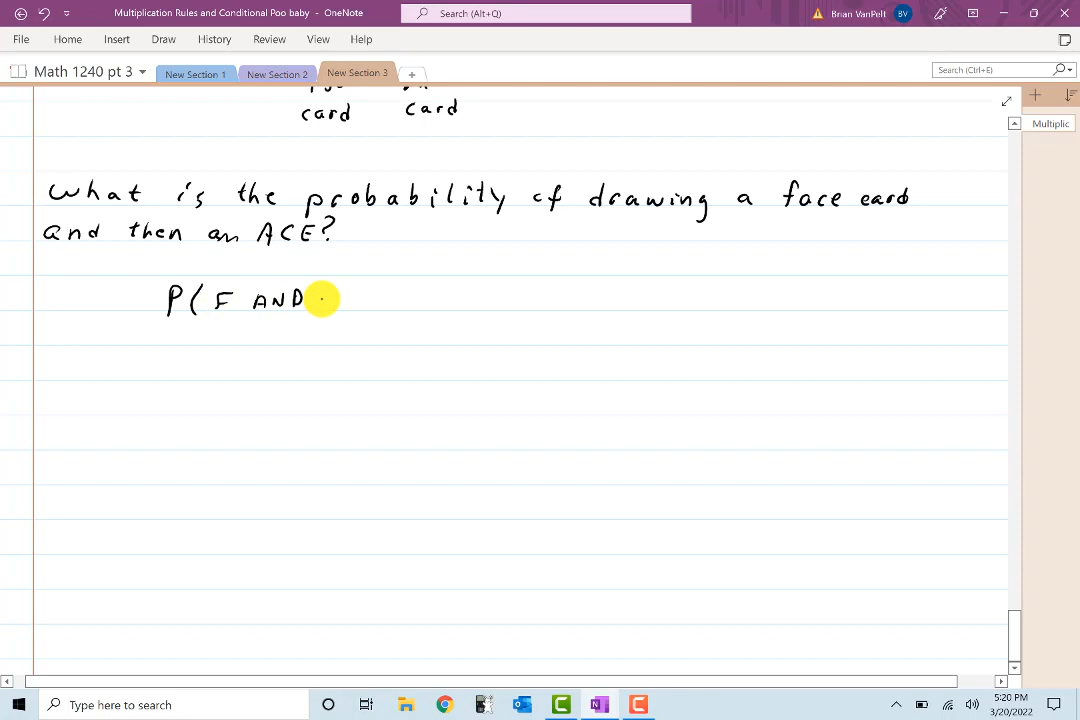 Multiplication Rules and Conditional Poo baby - OneNote
Search (Alt+Q)
Brian VanPelt
BV
File Home Insert Draw History Review View Help
Math 1240 pt 3
New Section 1
New Section 2
New Section 3
Search (Ctrl+E)
Multiplic
card card
What is the probability of drawing a face card
and then an ACE?
P( F AND
Type here to search
5:20 PM
3/20/2022